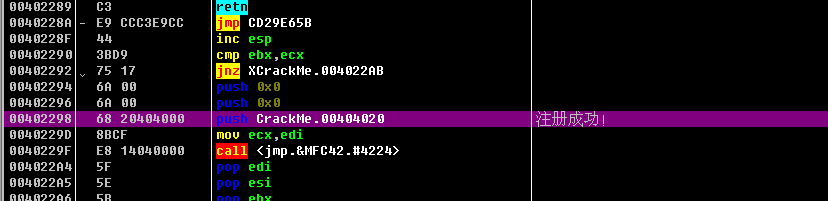 00402289 C3 retn
0040228A - E9 CCC3E9CC jmp CD29E65B
0040228F 44 inc esp
00402290 3BD9 cmp ebx,ecx
00402292 75 17 jnz XCrackMe.004022AB
00402294 6A 00 push 0x0
00402296 6A 00 push 0x0
00402298 68 20404000 push CrackMe.00404020 注册成功!
0040229D 8BCF mov ecx,edi
0040229F E8 14040000 call <jmp.&MFC42.#4224>
004022A4 5F pop edi
004022A5 5E pop esi
004022A6 5B pop ebx